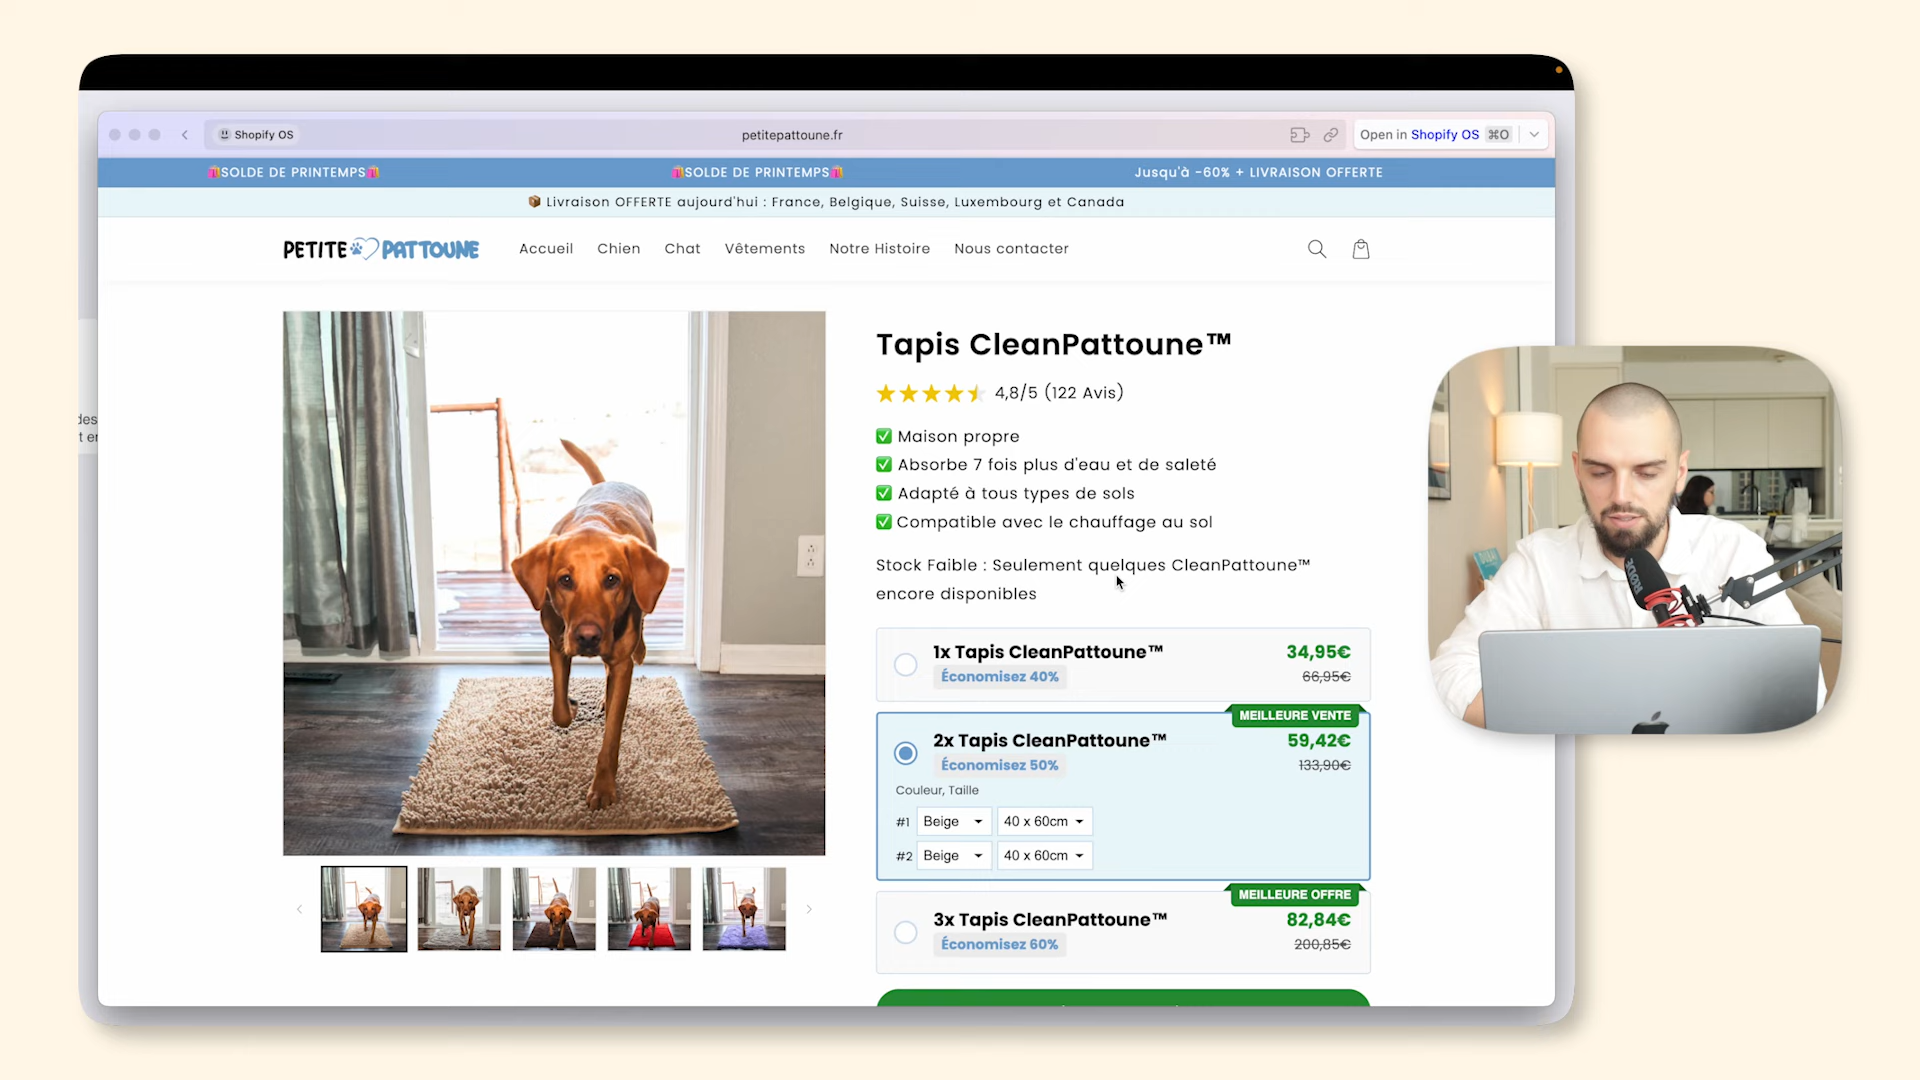 Shopify OS
petitepattoune.fr
Open in Shopify OS ⌘O
🛍️SOLDE DE PRINTEMPS🛍️
🛍️SOLDE DE PRINTEMPS🛍️
Jusqu'à -60% + LIVRAISON OFFERTE
📦 Livraison OFFERTE aujourd'hui : France, Belgique, Suisse, Luxembourg et Canada
PETITE PATTOUNE
Accueil Chien Chat Vêtements Notre Histoire Nous contacter
Tapis CleanPattoune™
4,8/5 (122 Avis)
✅ Maison propre
✅ Absorbe 7 fois plus d'eau et de saleté
✅ Adapté à tous types de sols
✅ Compatible avec le chauffage au sol
Stock Faible : Seulement quelques CleanPattoune™
encore disponibles
1x Tapis CleanPattoune™ 34,95€
Économisez 40% 66,95€
MEILLEURE VENTE
2x Tapis CleanPattoune™ 59,42€
Économisez 50% 133,90€
Couleur, Taille
#1 Beige 40 x 60cm
#2 Beige 40 x 60cm
MEILLEURE OFFRE
3x Tapis CleanPattoune™ 82,84€
Économisez 60% 200,85€
des
t er
RODE